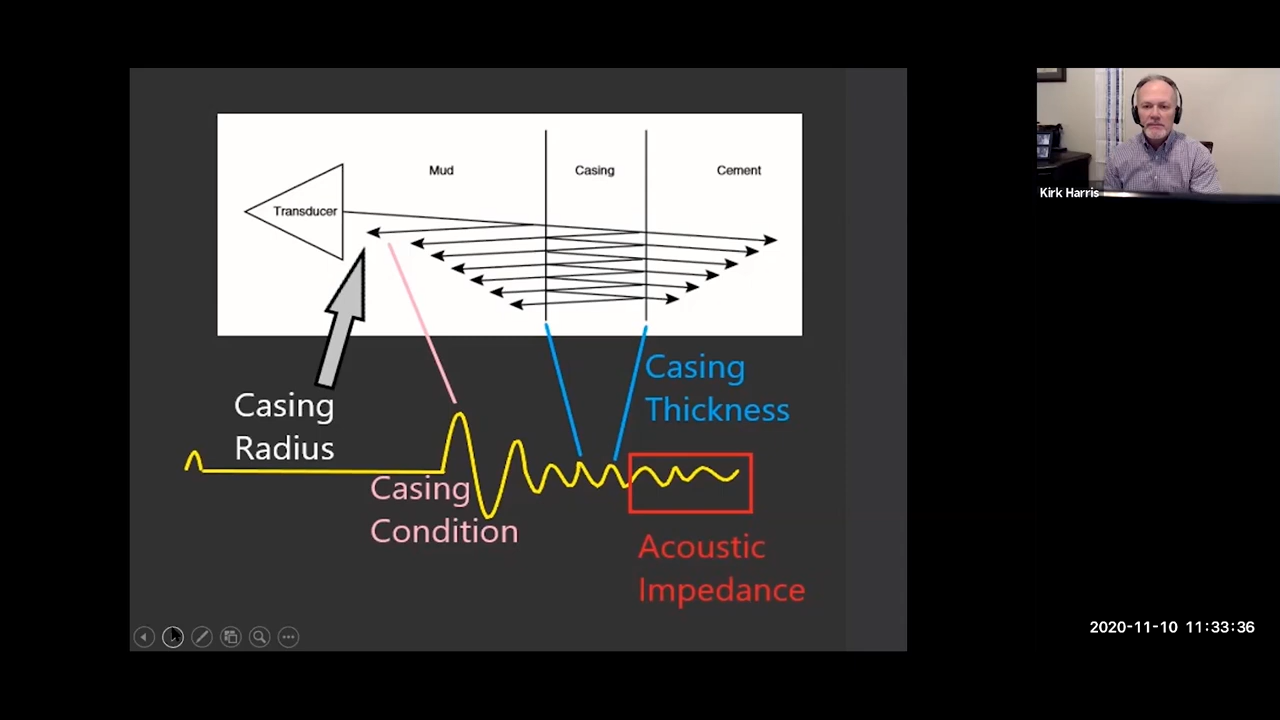 Mud
Casing
Cement
Transducer
Casing
Thickness
Casing
Radius
Casing
Condition
Acoustic
Impedance
Kirk Harris
2020-11-10 11:33:36